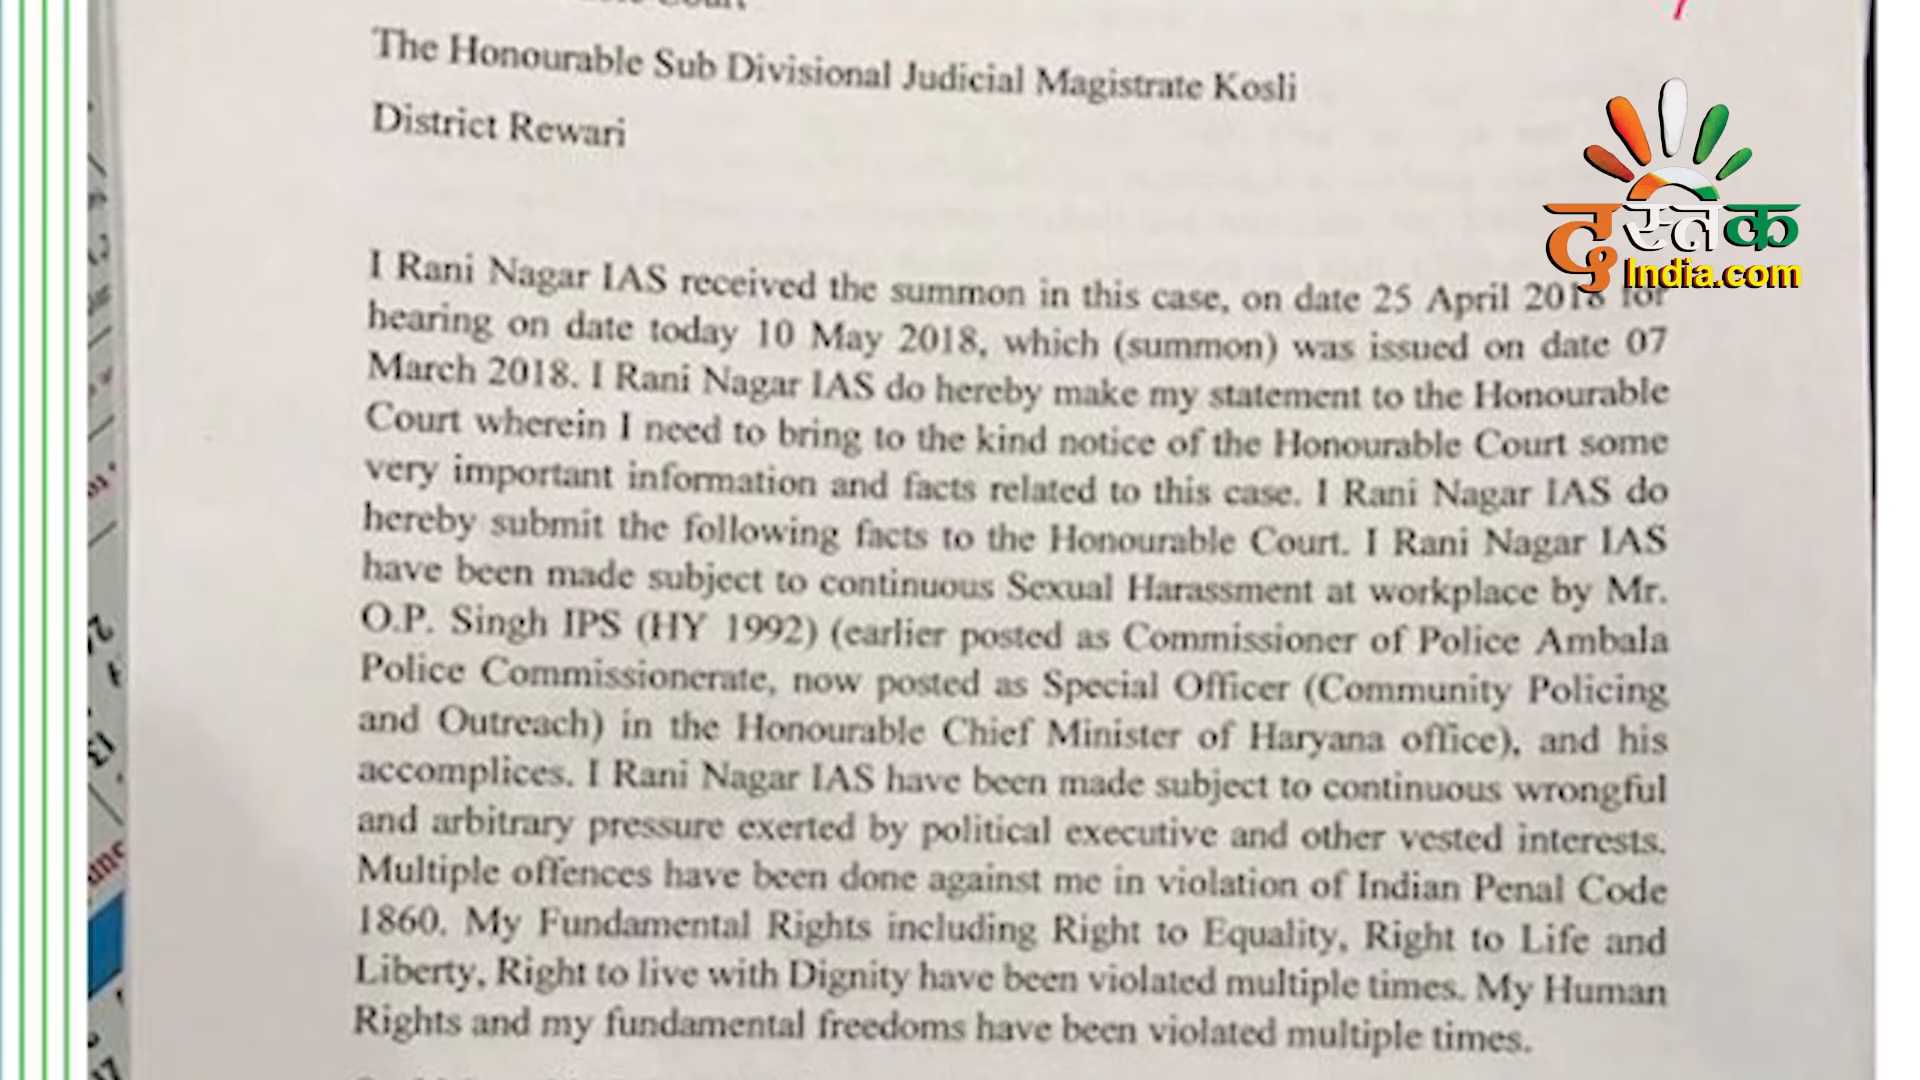 The Honourable Sub Divisional Judicial Magistrate Kosli
District Rewari
दस्तक
India.com
I Rani Nagar IAS received the summon in this case, on date 25 April 2018 for
hearing on date today 10 May 2018, which (summon) was issued on date 07
March 2018. I Rani Nagar IAS do hereby make my statement to the Honourable
Court wherein I need to bring to the kind notice of the Honourable Court some
very important information and facts related to this case. I Rani Nagar IAS do
hereby submit the following facts to the Honourable Court. I Rani Nagar IAS
have been made subject to continuous Sexual Harassment at workplace by Mr.
O.P. Singh IPS (HY 1992) (earlier posted as Commissioner of Police Ambala
Police Commissionerate, now posted as Special Officer (Community Policing
and Outreach) in the Honourable Chief Minister of Haryana office), and his
accomplices. I Rani Nagar IAS have been made subject to continuous wrongful
and arbitrary pressure exerted by political executive and other vested interests.
Multiple offences have been done against me in violation of Indian Penal Code
1860. My Fundamental Rights including Right to Equality, Right to Life and
Liberty, Right to live with Dignity have been violated multiple times. My Human
Rights and my fundamental freedoms have been violated multiple times.